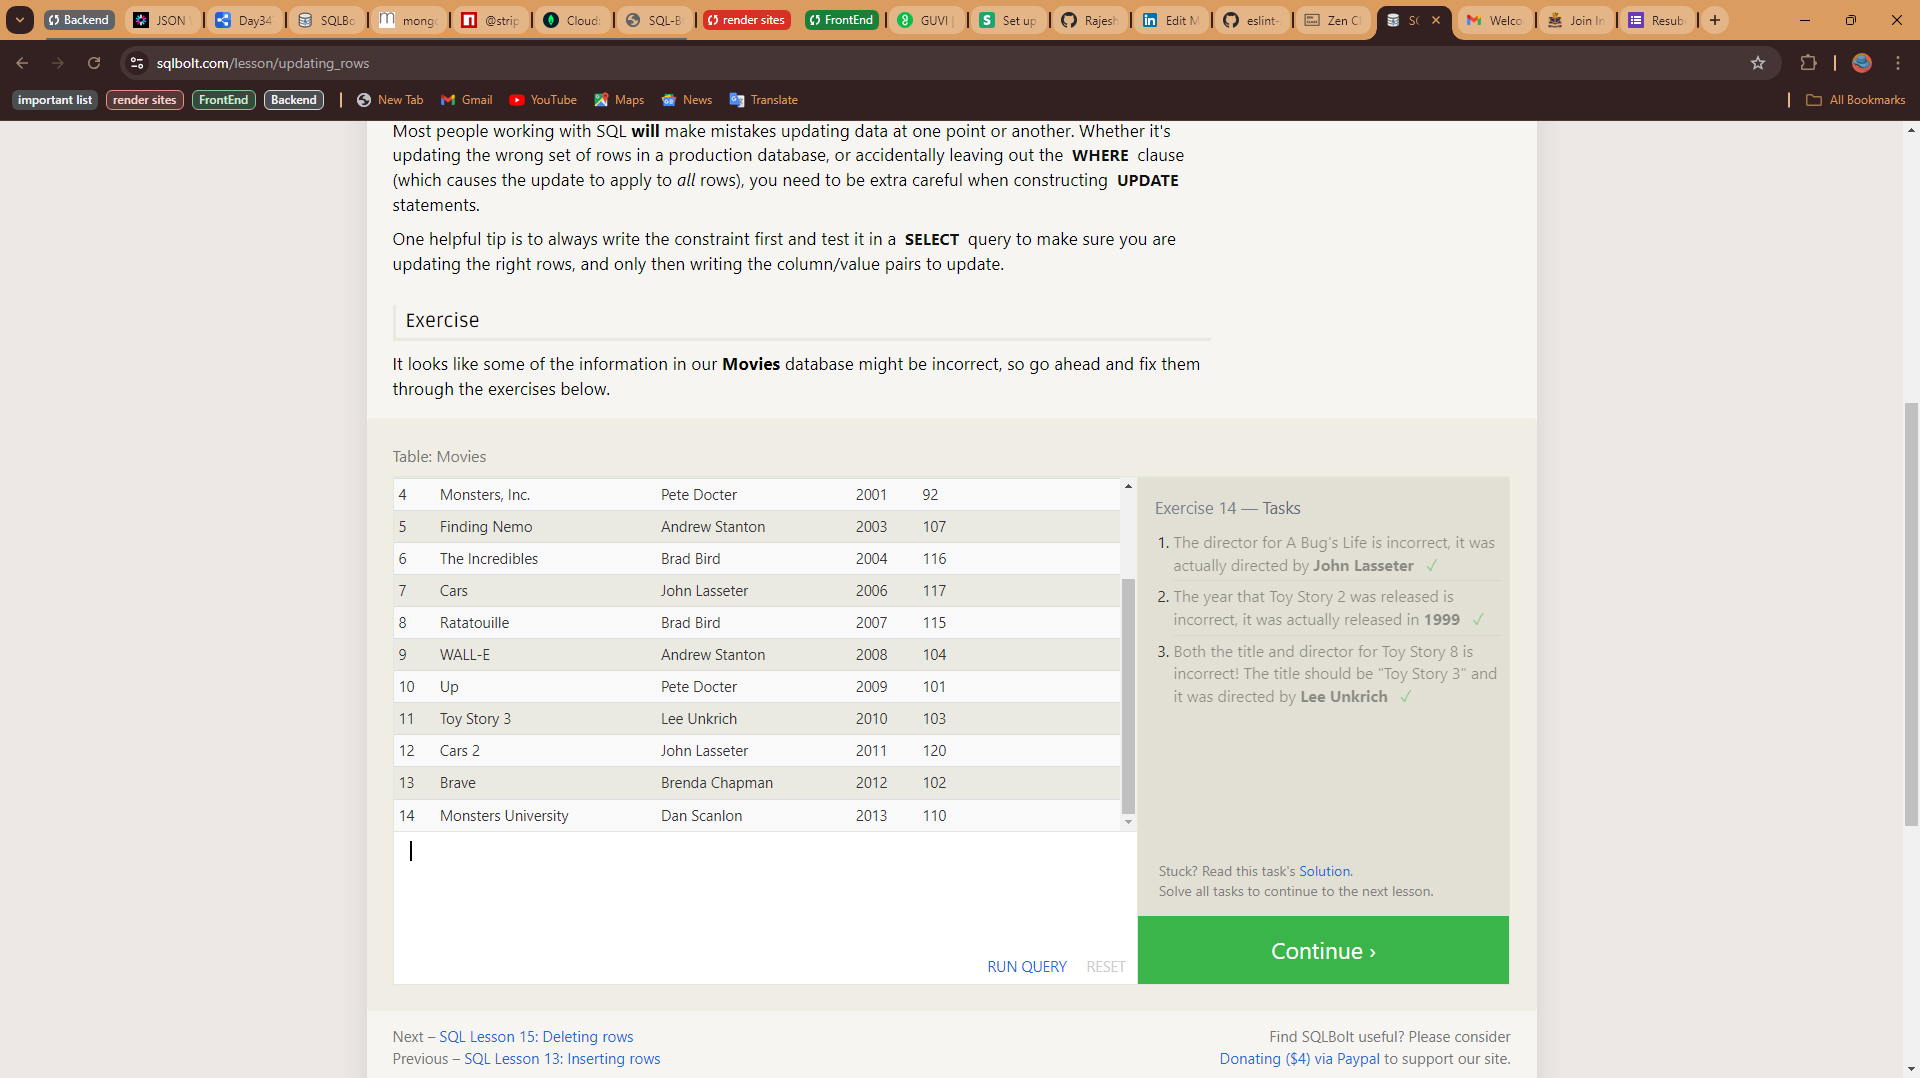 Backend
JSON
Day34
SQLBo
mong
@strip
Cloud
SQL-B
render sites
FrontEnd
GUVI
Set up
Rajesh
Edit M
eslint-
Zen Cl
Welco
Join In
Resub
sqlbolt.com/lesson/updating_rows
important list
render sites
FrontEnd
Backend
New Tab
Gmail
YouTube
Maps
News
Translate
All Bookmarks
Most people working with SQL will make mistakes updating data at one point or another. Whether it's
updating the wrong set of rows in a production database, or accidentally leaving out the WHERE clause
(which causes the update to apply to all rows), you need to be extra careful when constructing UPDATE
statements.
One helpful tip is to always write the constraint first and test it in a SELECT query to make sure you are
updating the right rows, and only then writing the column/value pairs to update.
Exercise
It looks like some of the information in our Movies database might be incorrect, so go ahead and fix them
through the exercises below.
Table: Movies
4 Monsters, Inc. Pete Docter 2001 92
5 Finding Nemo Andrew Stanton 2003 107
6 The Incredibles Brad Bird 2004 116
7 Cars John Lasseter 2006 117
8 Ratatouille Brad Bird 2007 115
9 WALL-E Andrew Stanton 2008 104
10 Up Pete Docter 2009 101
11 Toy Story 3 Lee Unkrich 2010 103
12 Cars 2 John Lasseter 2011 120
13 Brave Brenda Chapman 2012 102
14 Monsters University Dan Scanlon 2013 110
RUN QUERY RESET
Exercise 14 — Tasks
1. The director for A Bug's Life is incorrect, it was
actually directed by John Lasseter ✓
2. The year that Toy Story 2 was released is
incorrect, it was actually released in 1999 ✓
3. Both the title and director for Toy Story 8 is
incorrect! The title should be "Toy Story 3" and
it was directed by Lee Unkrich ✓
Stuck? Read this task's Solution.
Solve all tasks to continue to the next lesson.
Continue ›
Next – SQL Lesson 15: Deleting rows
Previous – SQL Lesson 13: Inserting rows
Find SQLBolt useful? Please consider
Donating ($4) via Paypal to support our site.